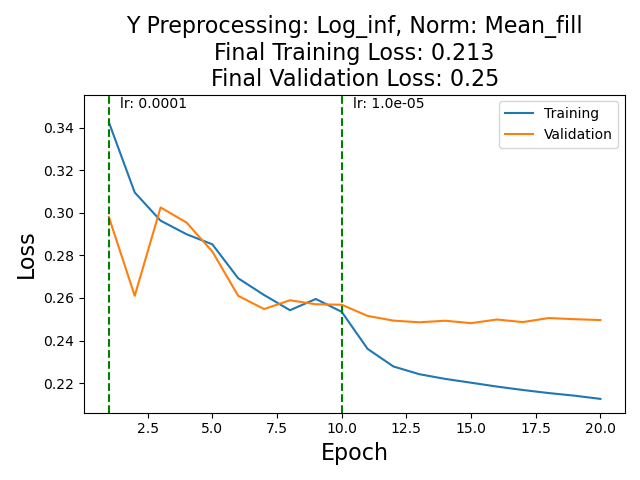 Y Preprocessing: Log_inf, Norm: Mean_fill
Final Training Loss: 0.213
Final Validation Loss: 0.25
lr: 0.0001
lr: 1.0e-05
Training
Validation
0.34
0.32
0.30
0.28
0.26
0.24
0.22
Loss
2.5
5.0
7.5
10.0
12.5
15.0
17.5
20.0
Epoch